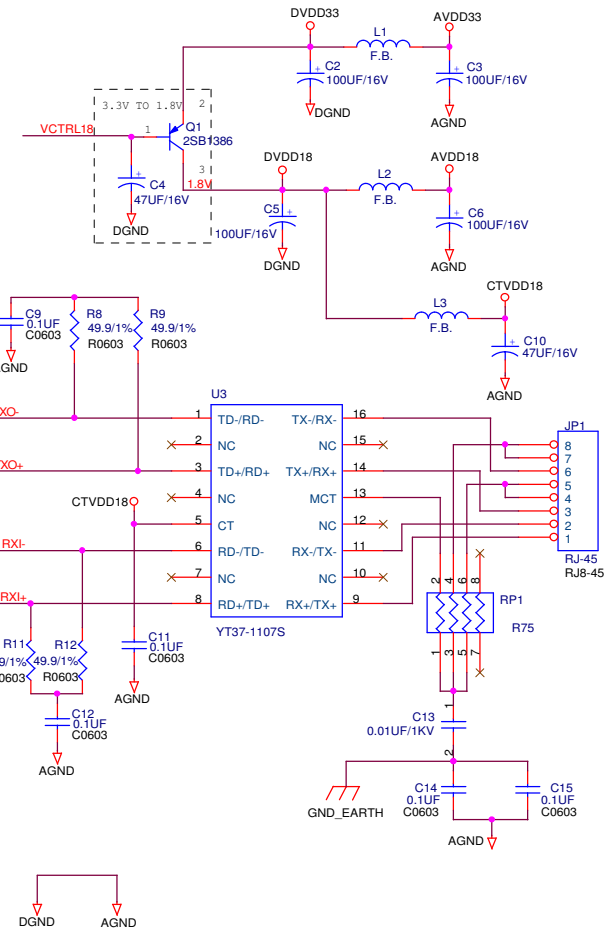 DVDD33
AVDD33
L1
F.B.
C2
100UF/16V
C3
100UF/16V
DGND
AGND
3.3V TO 1.8V
2
VCTRL18
1
Q1
2SB1386
3
1.8V
C4
47UF/16V
DGND
DVDD18
AVDD18
L2
F.B.
C5
100UF/16V
C6
100UF/16V
DGND
AGND
CTVDD18
L3
F.B.
C10
47UF/16V
AGND
C9
0.1UF
C0603
R8
49.9/1%
R0603
R9
49.9/1%
R0603
U3
XO-
1 TD-/RD- TX-/RX- 16
2 NC NC 15
XO+
3 TD+/RD+ TX+/RX+ 14
4 NC MCT 13
CTVDD18
5 CT NC 12
RXI-
6 RD-/TD- RX-/TX- 11
7 NC NC 10
RXI+
8 RD+/TD+ RX+/TX+ 9
YT37-1107S
JP1
8
7
6
5
4
3
2
1
RJ-45
RJ8-45
2 4 6 8
RP1
R75
1 3 5 7
R11
9/1%
0603
R12
49.9/1%
R0603
C11
0.1UF
C0603
AGND
C12
0.1UF
C0603
AGND
1
C13
0.01UF/1KV
2
GND_EARTH
C14
0.1UF
C0603
C15
0.1UF
C0603
AGND
DGND
AGND